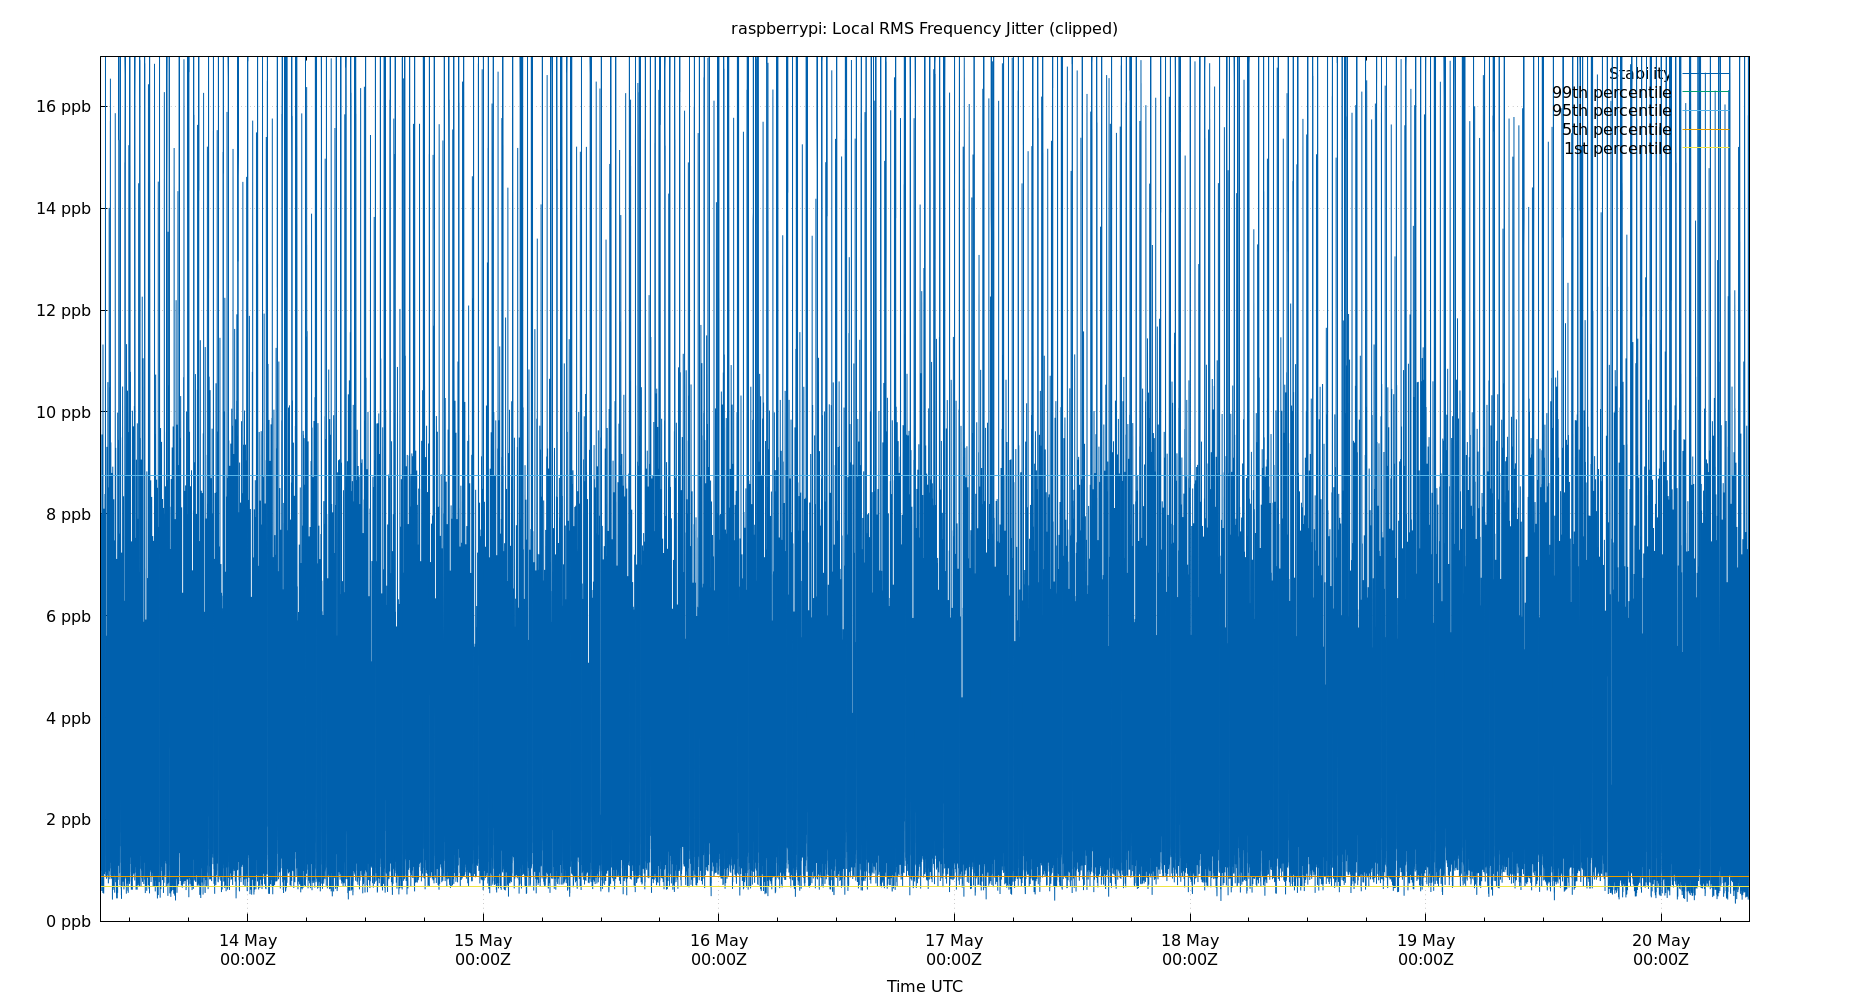 raspberrypi: Local RMS Frequency Jitter (clipped)
Stability
99th percentile
95th percentile
5th percentile
1st percentile
16 ppb
14 ppb
12 ppb
10 ppb
8 ppb
6 ppb
4 ppb
2 ppb
0 ppb
14 May 15 May 16 May 17 May 18 May 19 May 20 May
00:00Z 00:00Z 00:00Z 00:00Z 00:00Z 00:00Z 00:00Z
Time UTC